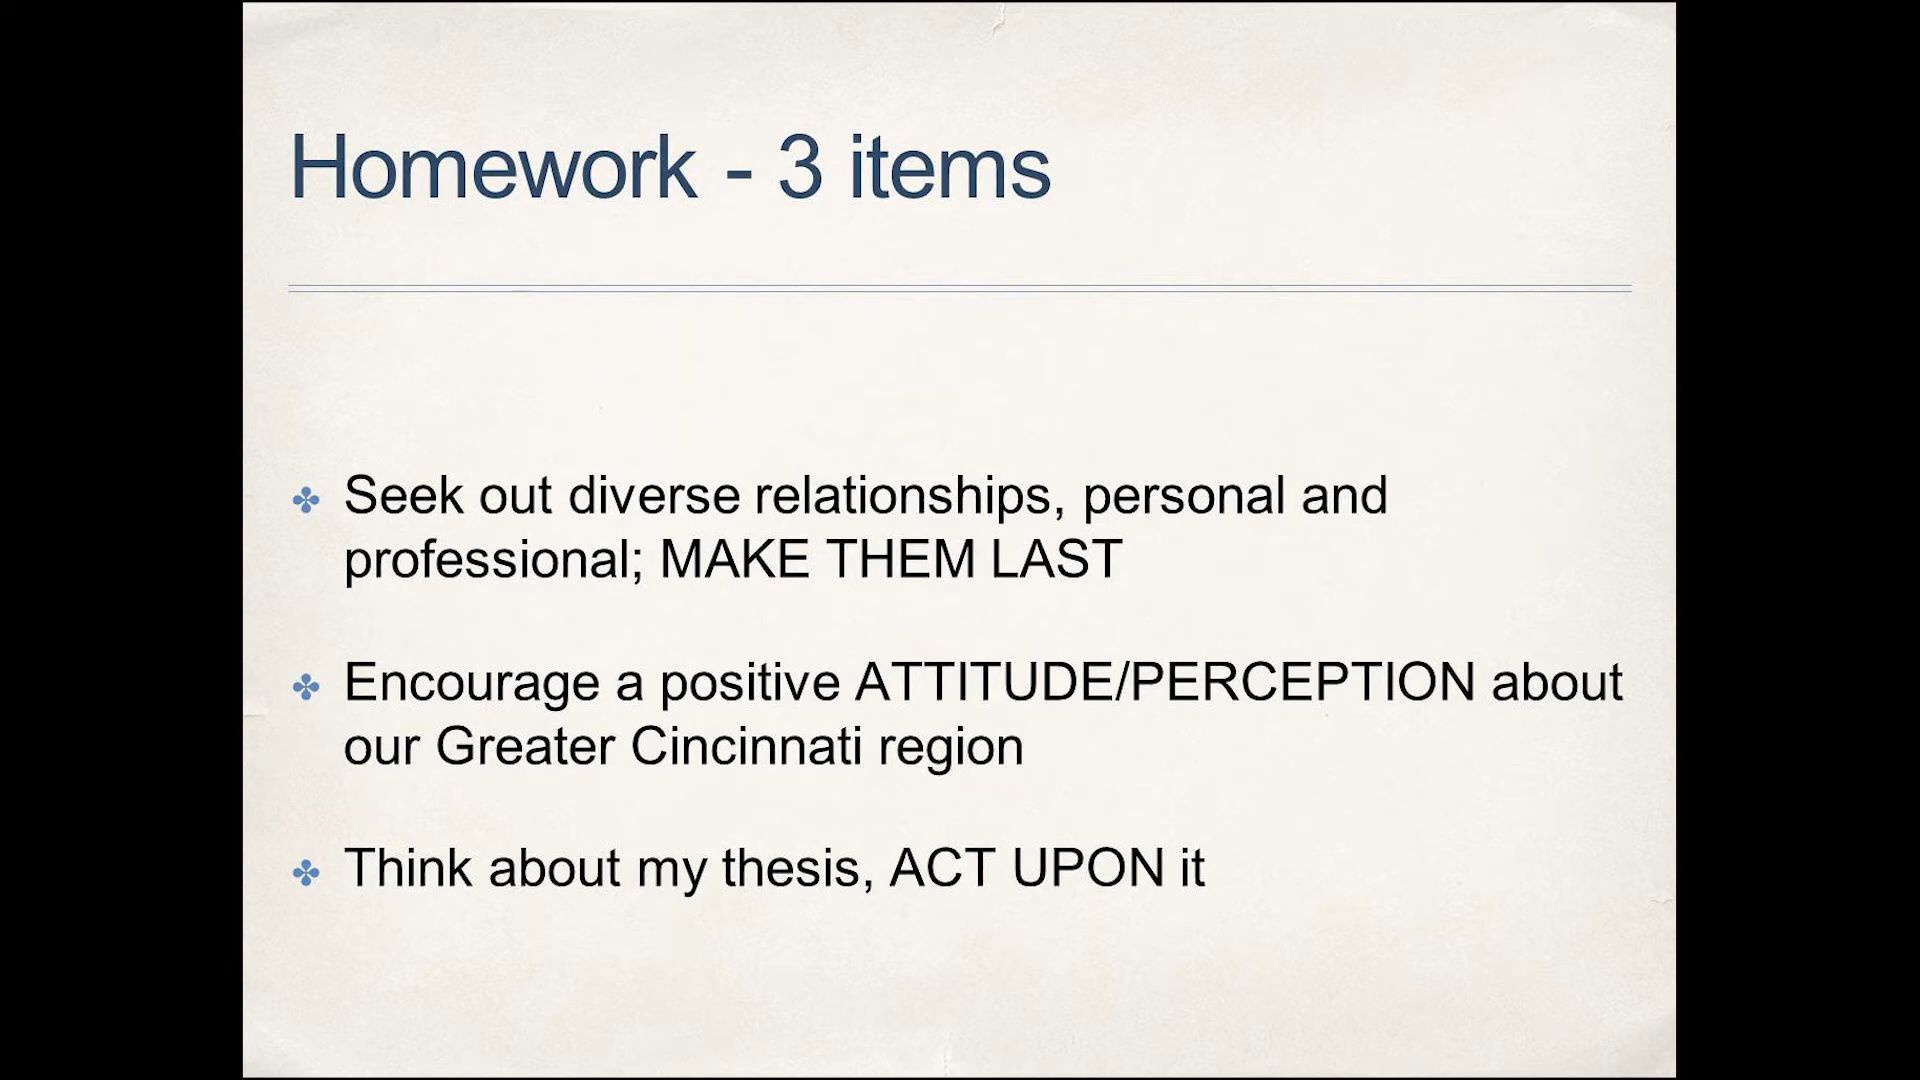 Homework - 3 items
Seek out diverse relationships, personal and
professional; MAKE THEM LAST
Encourage a positive ATTITUDE/PERCEPTION about
our Greater Cincinnati region
Think about my thesis, ACT UPON it